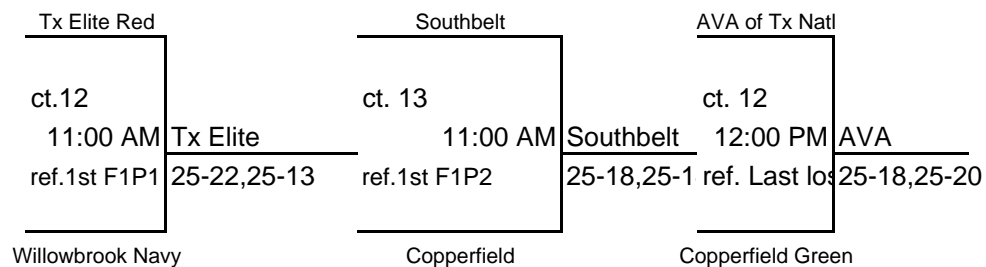 Tx Elite Red Southbelt AVA of Tx Natl
ct.12 ct. 13 ct. 12
11:00 AM Tx Elite 11:00 AM Southbelt 12:00 PM AVA
ref.1st F1P1 25-22,25-13 ref.1st F1P2 25-18,25-1 ref. Last los 25-18,25-20
Willowbrook Navy Copperfield Copperfield Green